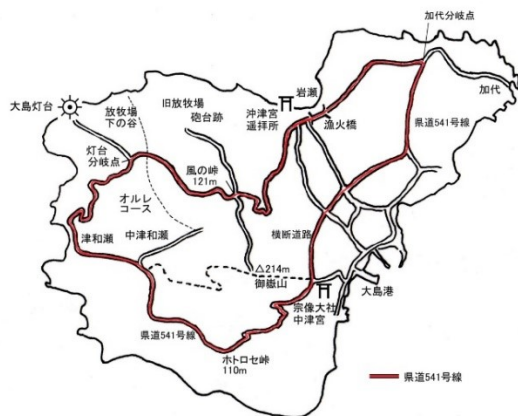 加代分岐点
岩瀬
加代
大島灯台
放牧場
下の谷
旧放牧場
砲台跡
沖津宮
遥拝所
漁火橋
県道541号線
灯台
分岐点
風の峠
121m
オルレ
コース
津和瀬
中津和瀬
横断道路
△214m
御嶽山
大島港
宗像大社
中津宮
県道541号線
ホトロセ峠
110m
県道541号線